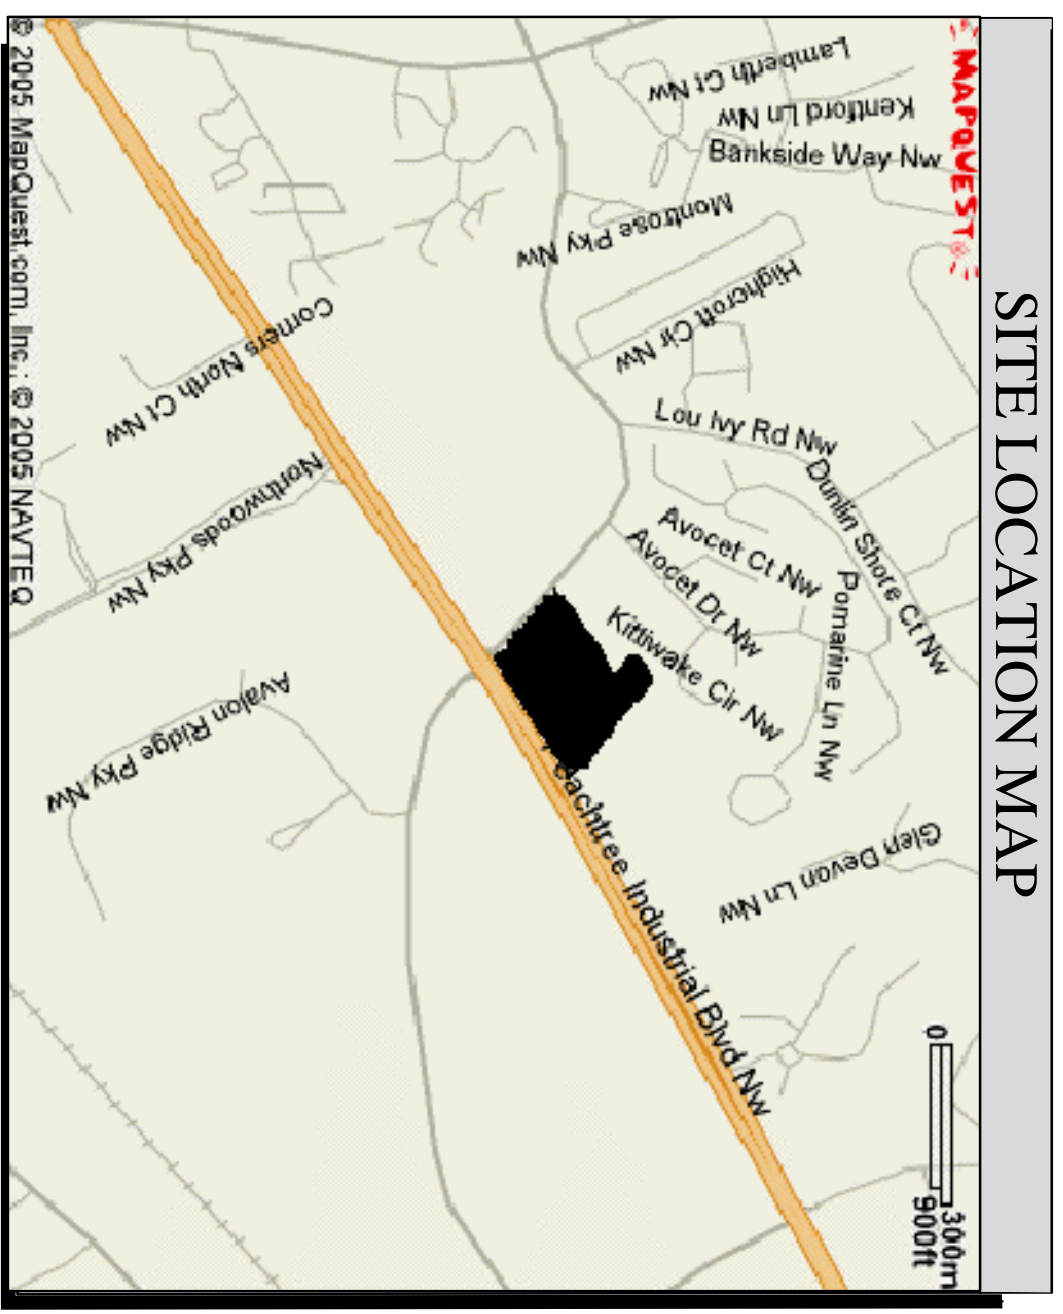 SITE LOCATION MAP
MAPQUEST
Lamberth Ct Nw
Kentford Ln Nw
Bankside Way Nw
Montrose Pky Nw
Highcroft Cir Nw
Lou Ivy Rd Nw
Dunlin Shore Ct Nw
Avocet Ct Nw
Avocet Dr Nw
Pomarine Ln Nw
Kittiwake Cir Nw
Corners North Ct Nw
Northwoods Pky Nw
Avalon Ridge Pky Nw
Peachtree Industrial Blvd Nw
Glen Devon Ln Nw
0
300m
900ft
© 2005 MapQuest.com, Inc.; © 2005 NAVTEQ